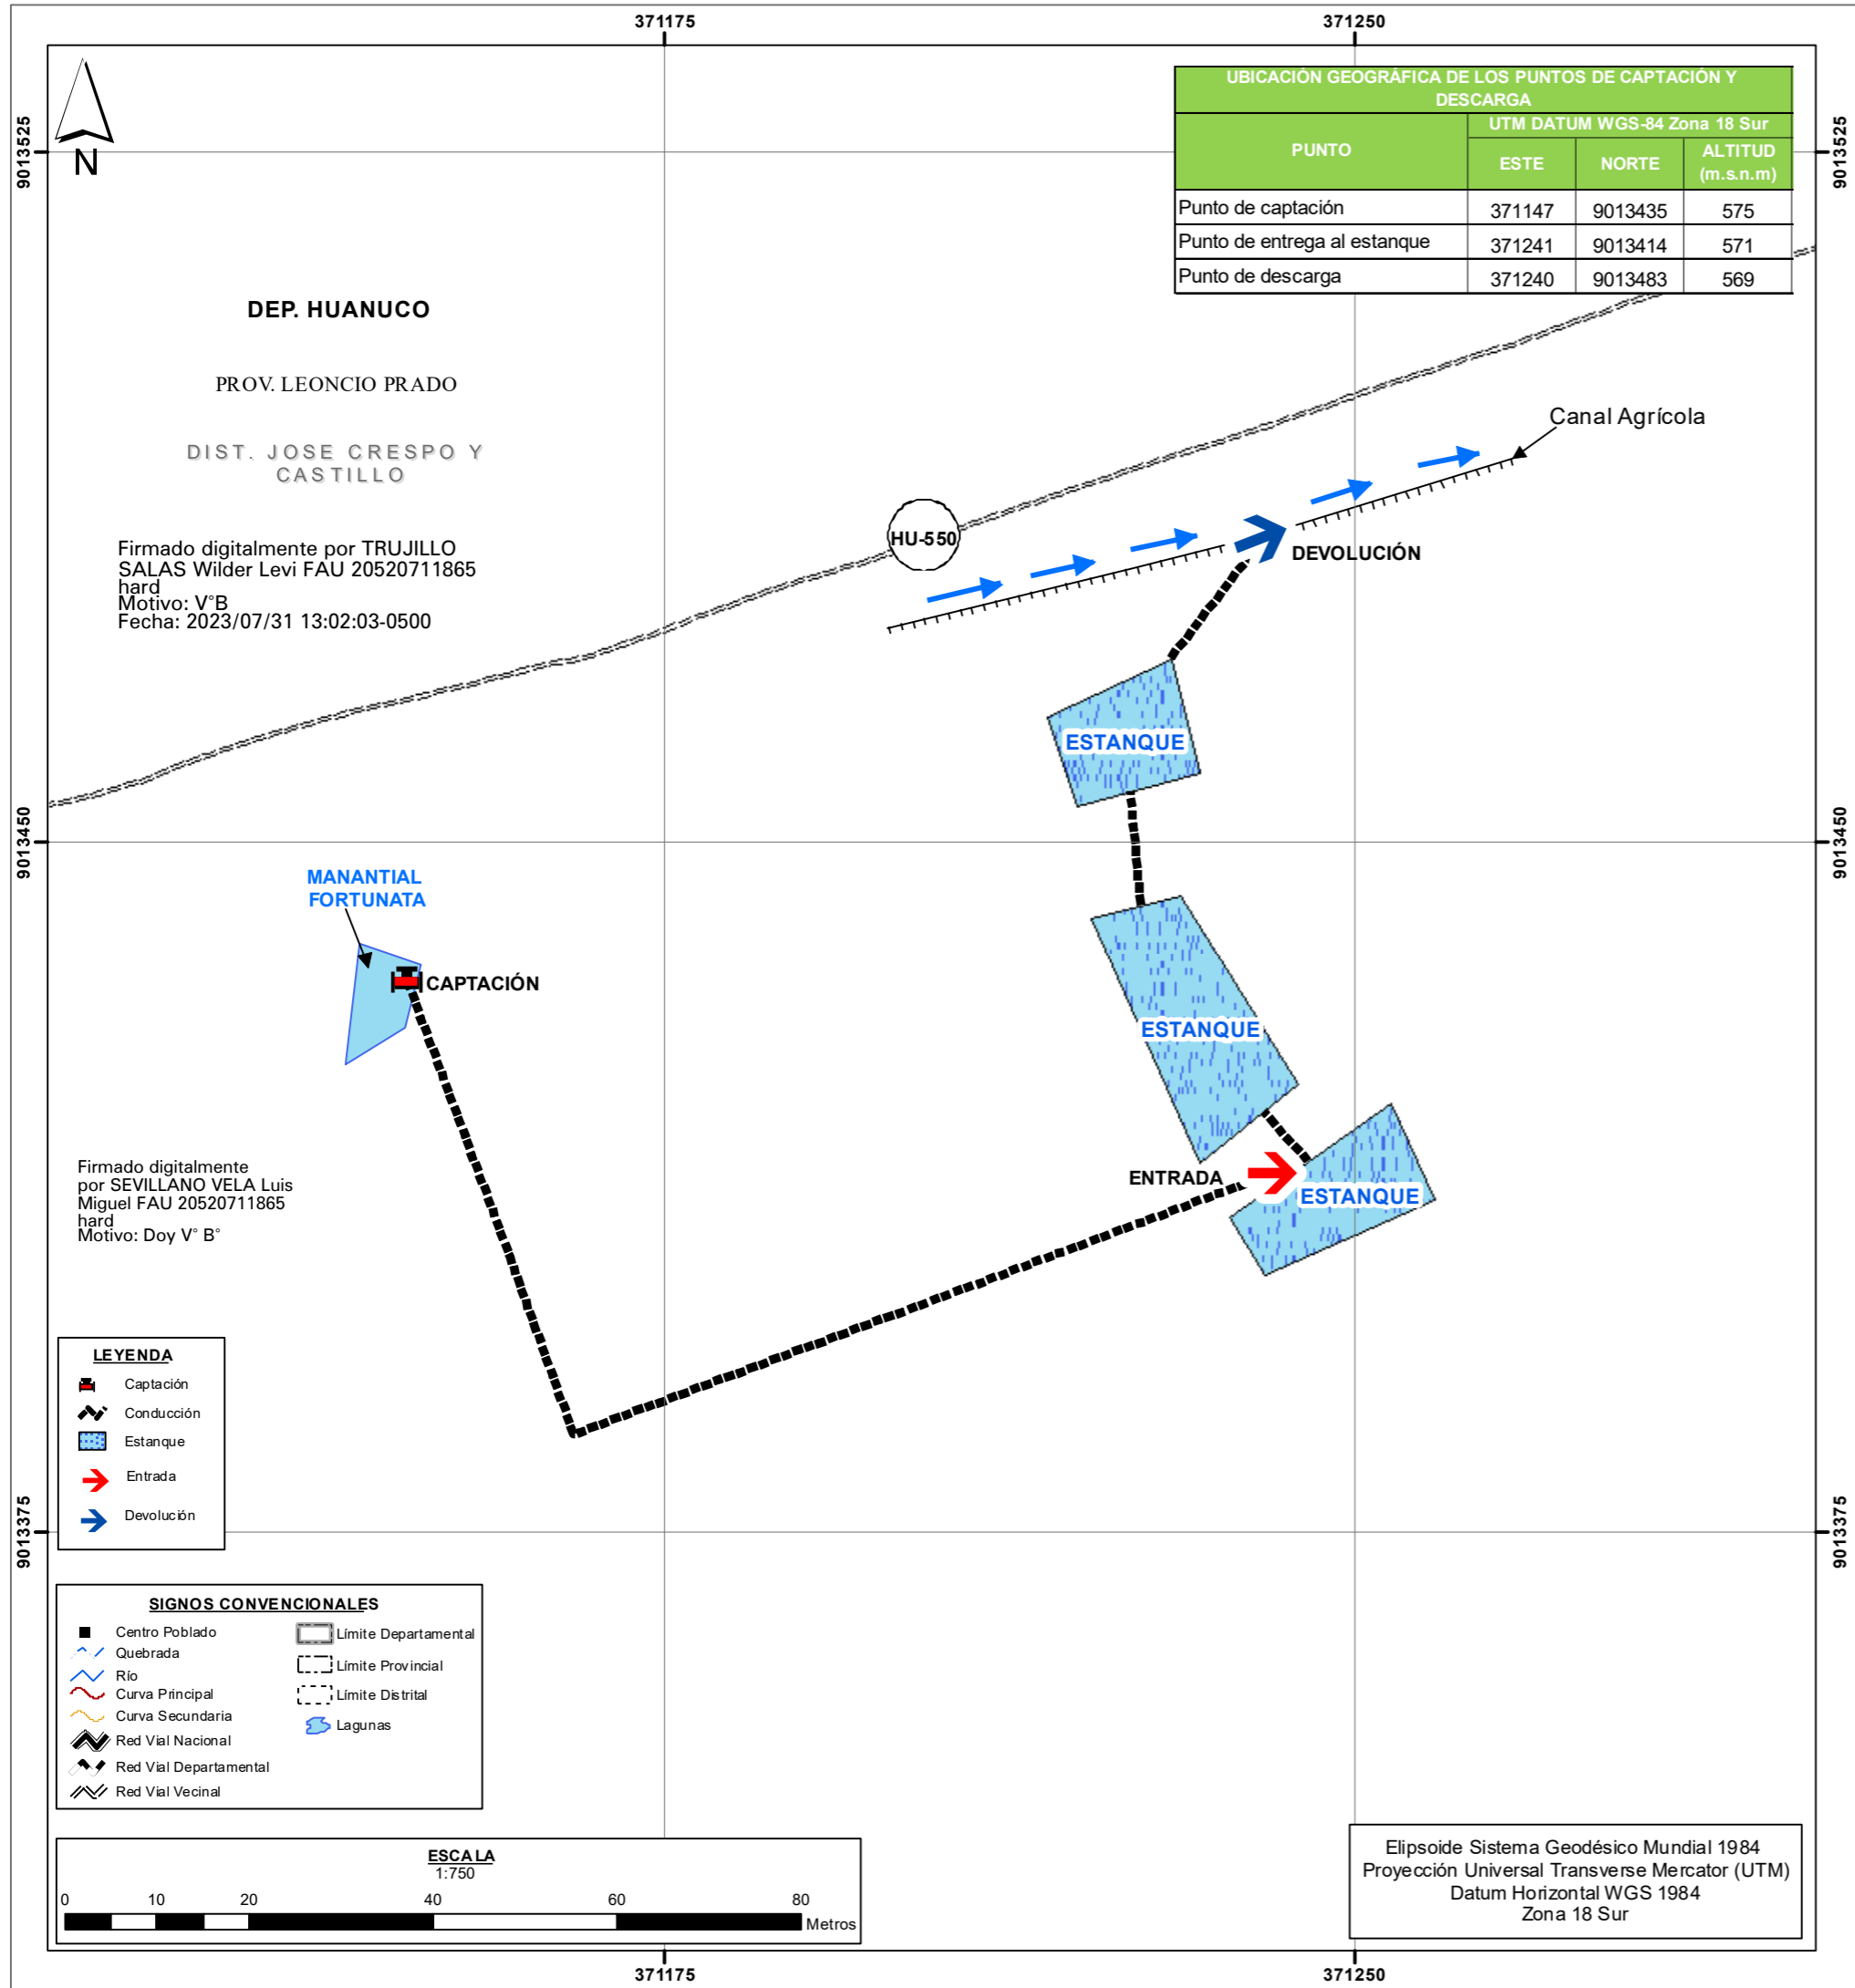 371175
371250
9013525
9013525
N
UBICACIÓN GEOGRÁFICA DE LOS PUNTOS DE CAPTACIÓN Y
DESCARGA
PUNTO
UTM DATUM WGS-84 Zona 18 Sur
ESTE
NORTE
ALTITUD
(m.s.n.m)
Punto de captación 371147 9013435 575
Punto de entrega al estanque 371241 9013414 571
Punto de descarga 371240 9013483 569
DEP. HUANUCO
PROV. LEONCIO PRADO
DIST. JOSE CRESPO Y
CASTILLO
Canal Agrícola
HU-550
DEVOLUCIÓN
Firmado digitalmente por TRUJILLO
SALAS Wilder Levi FAU 20520711865
hard
Motivo: V°B
Fecha: 2023/07/31 13:02:03-0500
ESTANQUE
9013450
9013450
MANANTIAL
FORTUNATA
CAPTACIÓN
ESTANQUE
ENTRADA
ESTANQUE
Firmado digitalmente
por SEVILLANO VELA Luis
Miguel FAU 20520711865
hard
Motivo: Doy V° B°
LEYENDA
Captación
Conducción
Estanque
Entrada
Devolución
9013375
9013375
SIGNOS CONVENCIONALES
Centro Poblado
Quebrada
Río
Curva Principal
Curva Secundaria
Red Vial Nacional
Red Vial Departamental
Red Vial Vecinal
Límite Departamental
Límite Provincial
Límite Distrital
Lagunas
ESCALA
1:750
0 10 20 40 60 80
Metros
Elipsoide Sistema Geodésico Mundial 1984
Proyección Universal Transverse Mercator (UTM)
Datum Horizontal WGS 1984
Zona 18 Sur
371175
371250